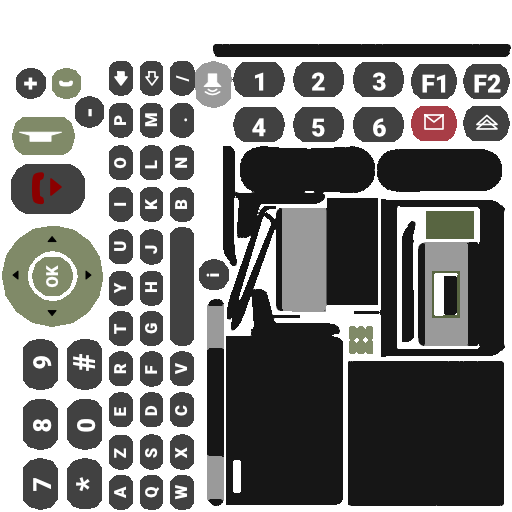 1 2 3 F1 F2
4 5 6
+ -
OK
i
/ . N B
P O I U Y T R E Z A
M L K J H G F D S Q
V C X W
9 #
8 0
7 *